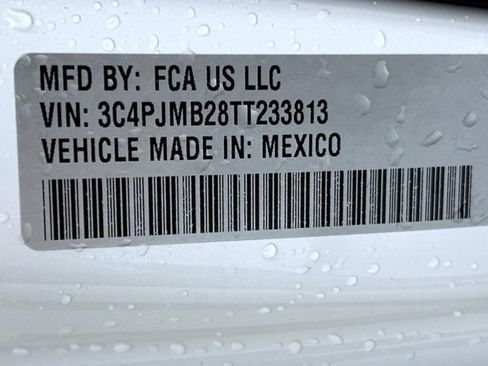 MFD BY: FCA US LLC
VIN: 3C4PJMB28TT233813
VEHICLE MADE IN: MEXICO